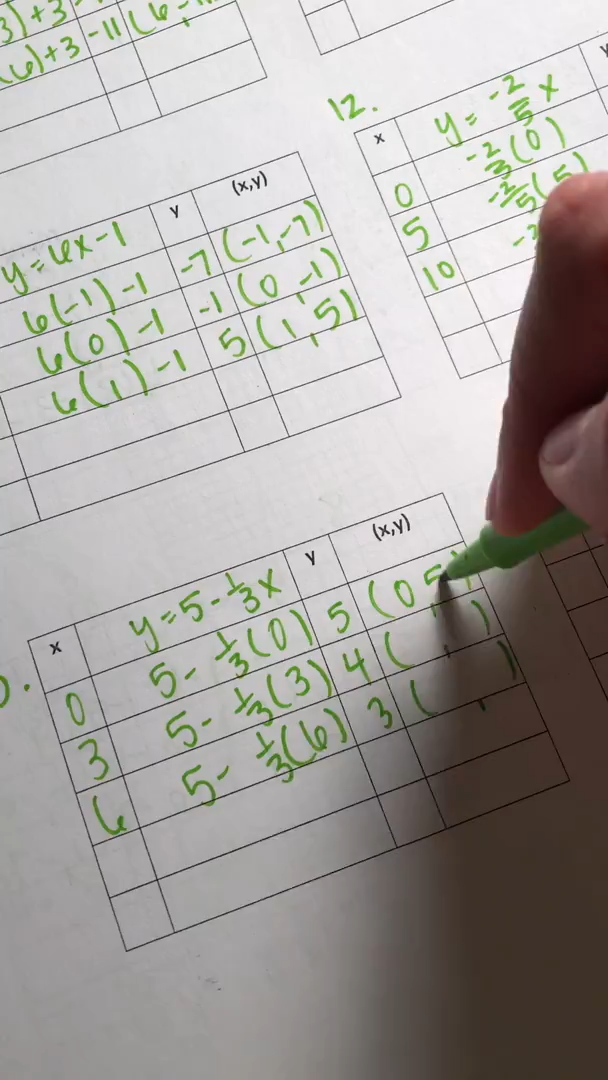 3)+3
(6)+3 -11 (6,-11
y (x,y)
y=6x-1
6(-1)-1 -7 (-1,-7)
6(0)-1 -1 (0,-1)
6(1)-1 5 (1,5)
12.
x y=-2/5x
0 -2/5(0)
5 -2/5(5)
10
x y=5-1/3x y (x,y)
0 5-1/3(0) 5 (0,5)
3 5-1/3(3) 4 ( , )
6 5-1/3(6) 3 ( , )